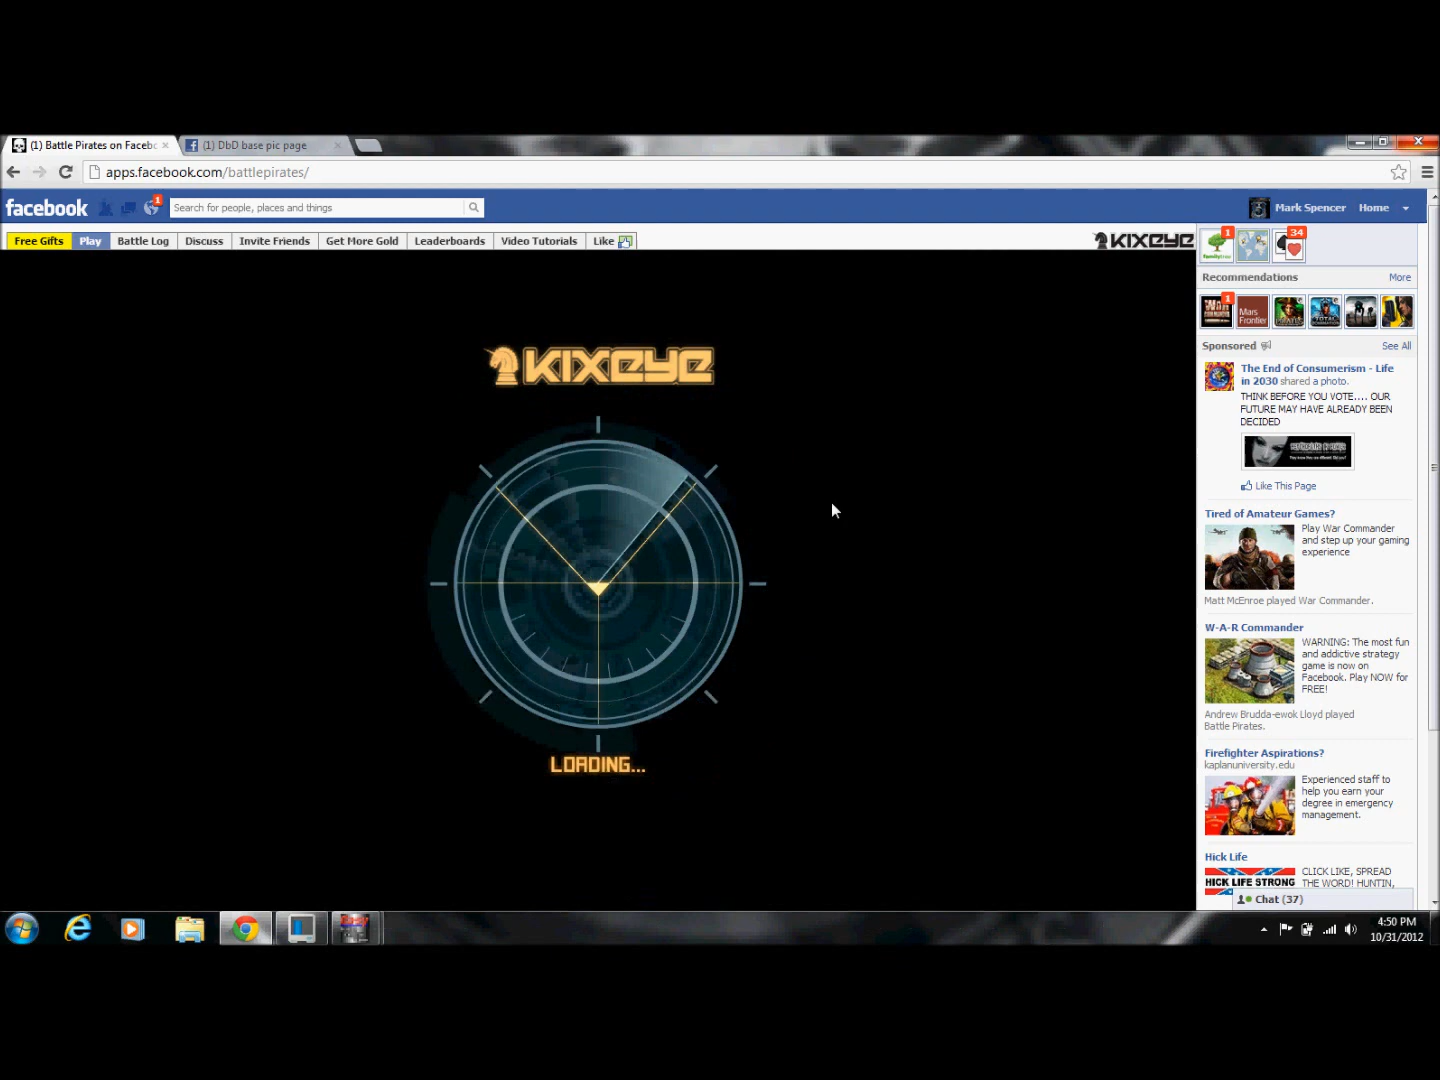 (1) Battle Pirates on Facebo
(1) DbD base pic page
apps.facebook.com/battlepirates/
facebook
1
Search for people, places and things
Mark Spencer
Home
Free Gifts
Play
Battle Log
Discuss
Invite Friends
Get More Gold
Leaderboards
Video Tutorials
Like
KIXEYE
1
34
familytree
Recommendations
More
1
Mars
Frontier
Sponsored
See All
The End of Consumerism - Life
in 2030 shared a photo.
THINK BEFORE YOU VOTE.... OUR
FUTURE MAY HAVE ALREADY BEEN
DECIDED
Like This Page
Tired of Amateur Games?
Play War Commander
and step up your gaming
experience
Matt McEnroe played War Commander.
W-A-R Commander
WARNING: The most fun
and addictive strategy
game is now on
Facebook. Play NOW for
FREE!
Andrew Brudda-ewok Lloyd played
Battle Pirates.
Firefighter Aspirations?
kaplanuniversity.edu
Experienced staff to
help you earn your
degree in emergency
management.
Hick Life
HICK LIFE STRONG
CLICK LIKE, SPREAD
THE WORD! HUNTIN,
Chat (37)
KIXEYE
LOADING...
4:50 PM
10/31/2012